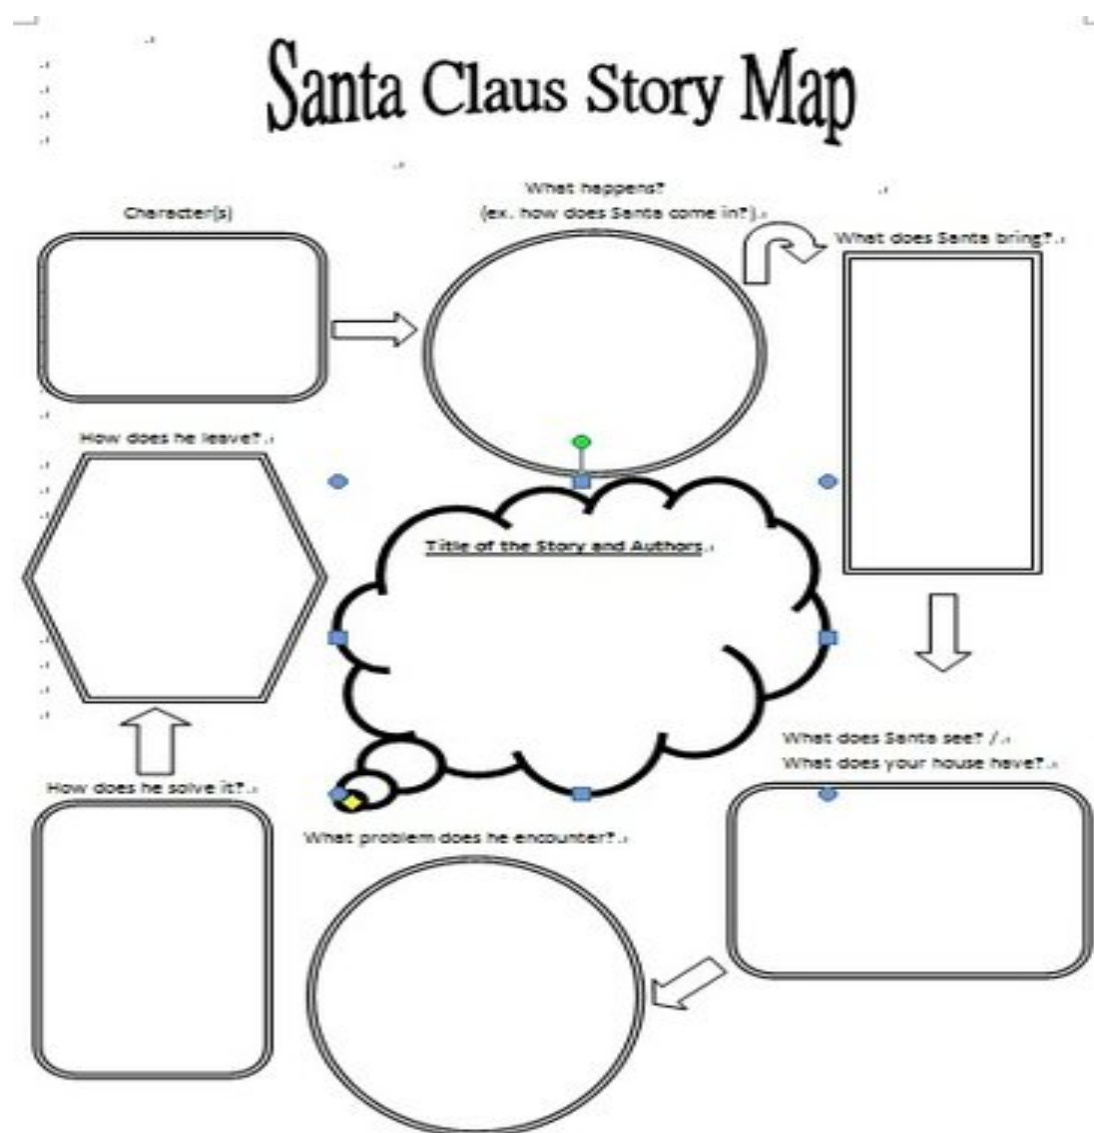 Santa Claus Story Map
Character(s)
What happens?
(ex. how does Santa come in?)
What does Santa bring?
How does he leave?
Title of the Story and Authors
What does Santa see? /
What does your house have?
How does he solve it?
What problem does he encounter?